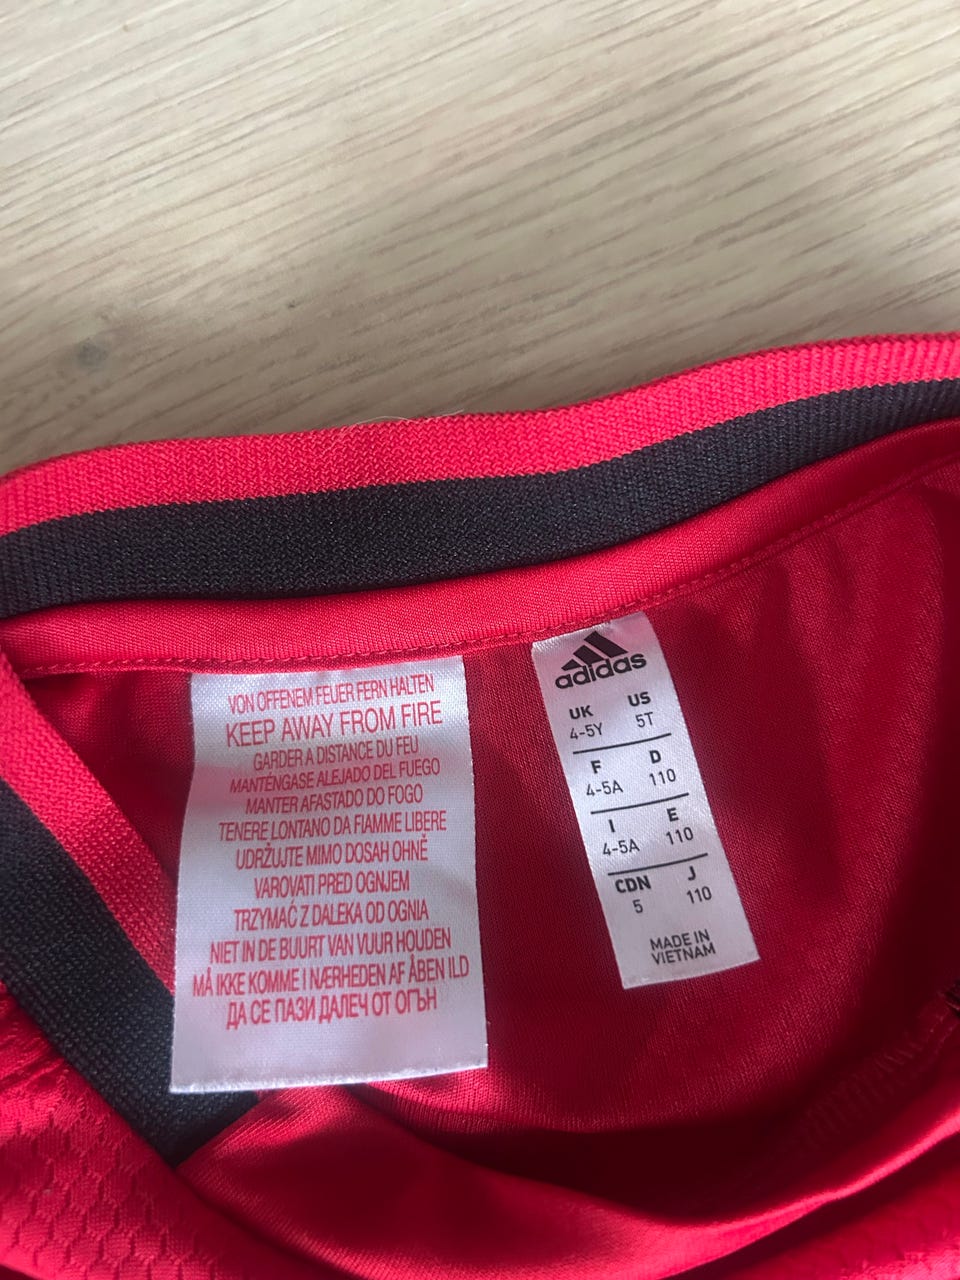 VON OFFENEM FEUER FERN HALTEN
KEEP AWAY FROM FIRE
GARDER A DISTANCE DU FEU
MANTÉNGASE ALEJADO DEL FUEGO
MANTER AFASTADO DO FOGO
TENERE LONTANO DA FIAMME LIBERE
UDRŽUJTE MIMO DOSAH OHNĚ
VAROVATI PRED OGNJEM
TRZYMAĆ Z DALEKA OD OGNIA
NIET IN DE BUURT VAN VUUR HOUDEN
MÅ IKKE KOMME I NÆRHEDEN AF ÅBEN ILD
ДА СЕ ПАЗИ ДАЛЕЧ ОТ ОГЪН
adidas
UK US
4-5Y 5T
F D
4-5A 110
I E
4-5A 110
CDN J
5 110
MADE IN
VIETNAM